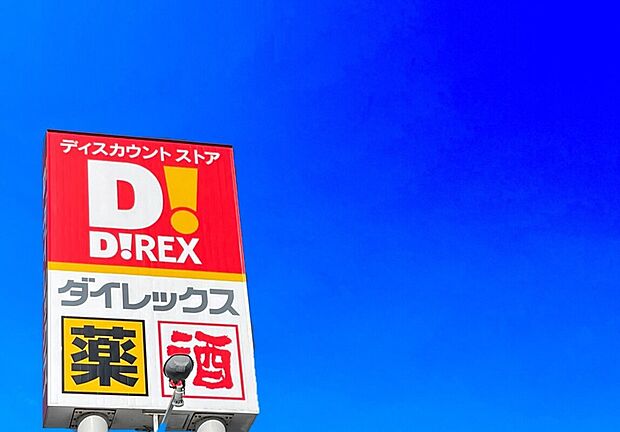 ディスカウント ストア
D!
D!REX
ダイレックス
薬 酒